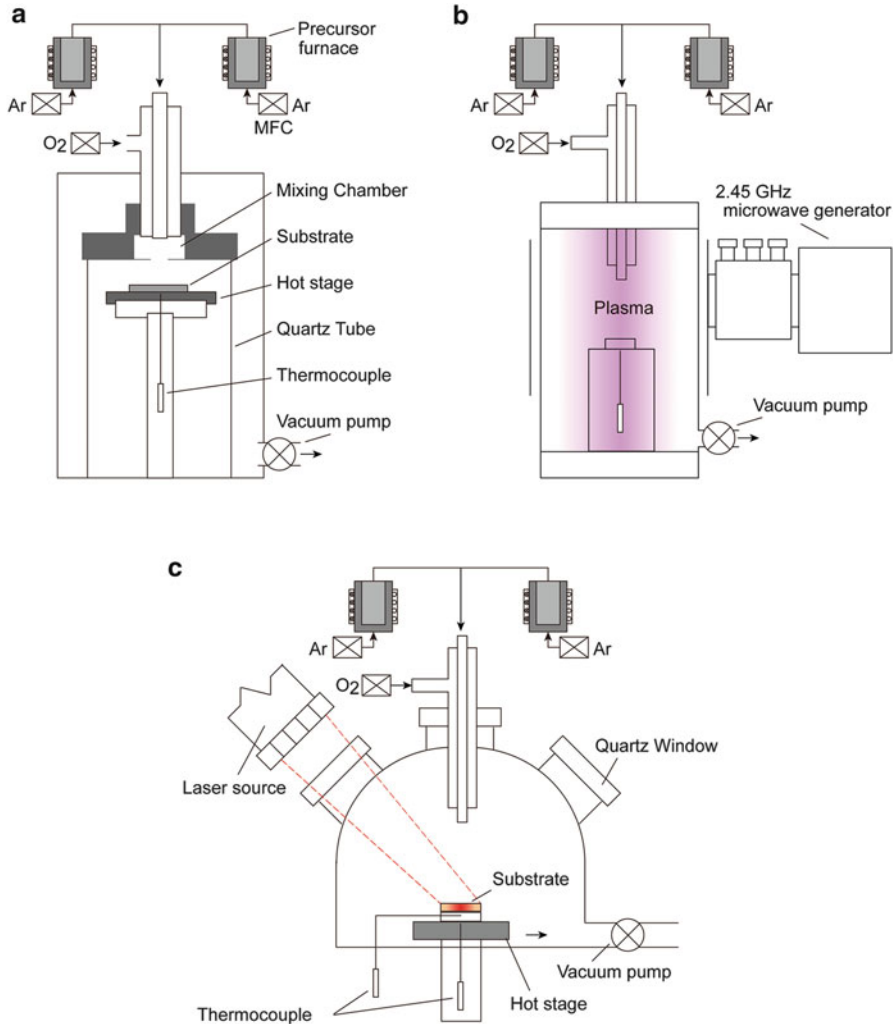 a
Precursor
furnace
Ar
Ar
MFC
O2
Mixing Chamber
Substrate
Hot stage
Quartz Tube
Thermocouple
Vacuum pump
b
Ar
Ar
O2
2.45 GHz
microwave generator
Plasma
Vacuum pump
c
Ar
Ar
O2
Quartz Window
Laser source
Substrate
Vacuum pump
Hot stage
Thermocouple